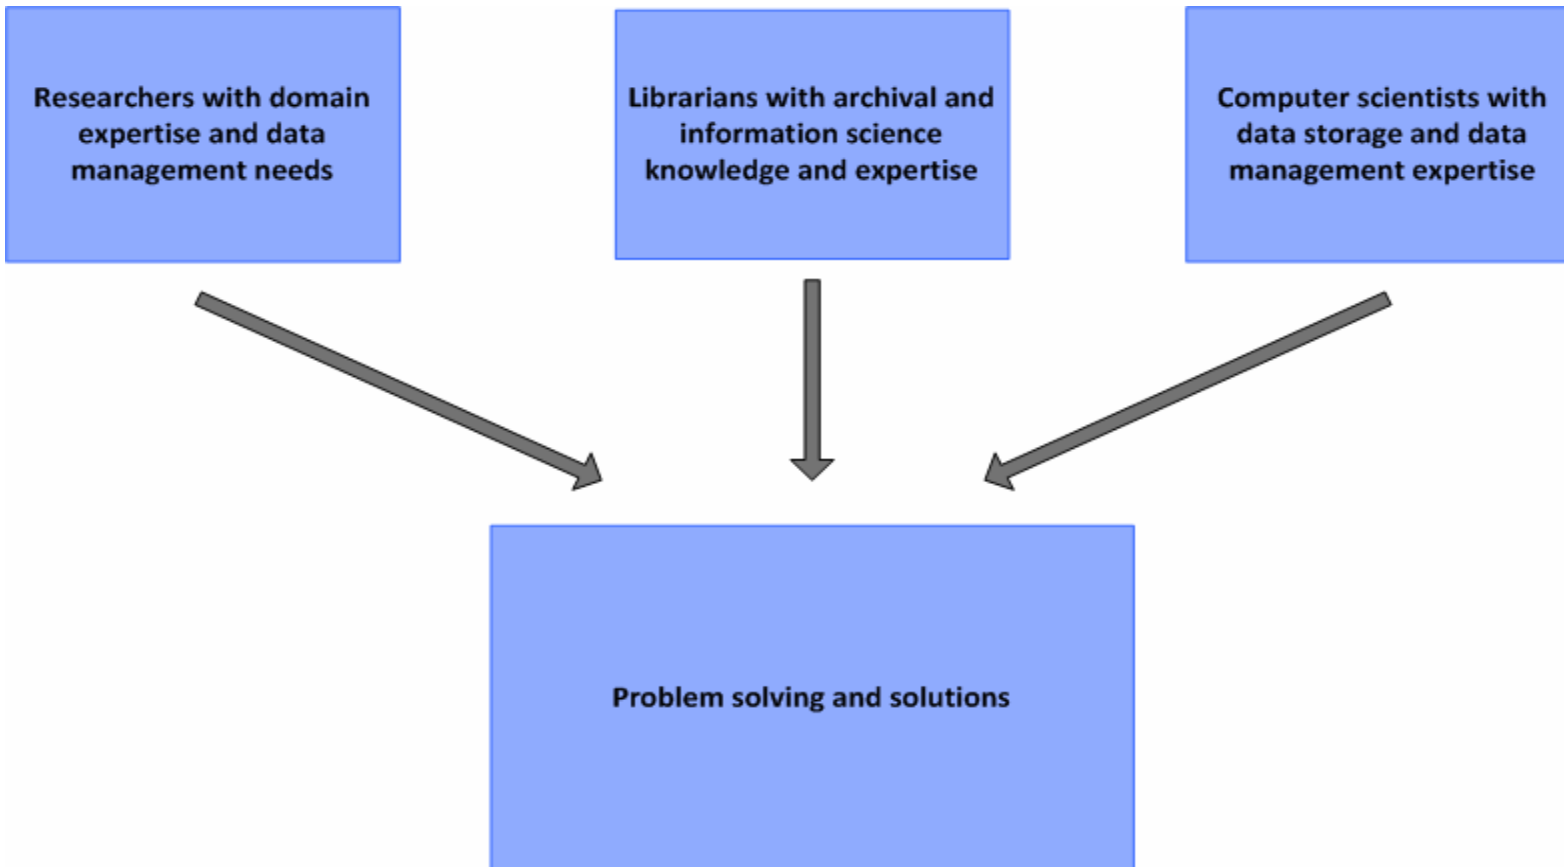 Researchers with domain
expertise and data
management needs
Librarians with archival and
information science
knowledge and expertise
Computer scientists with
data storage and data
management expertise
Problem solving and solutions